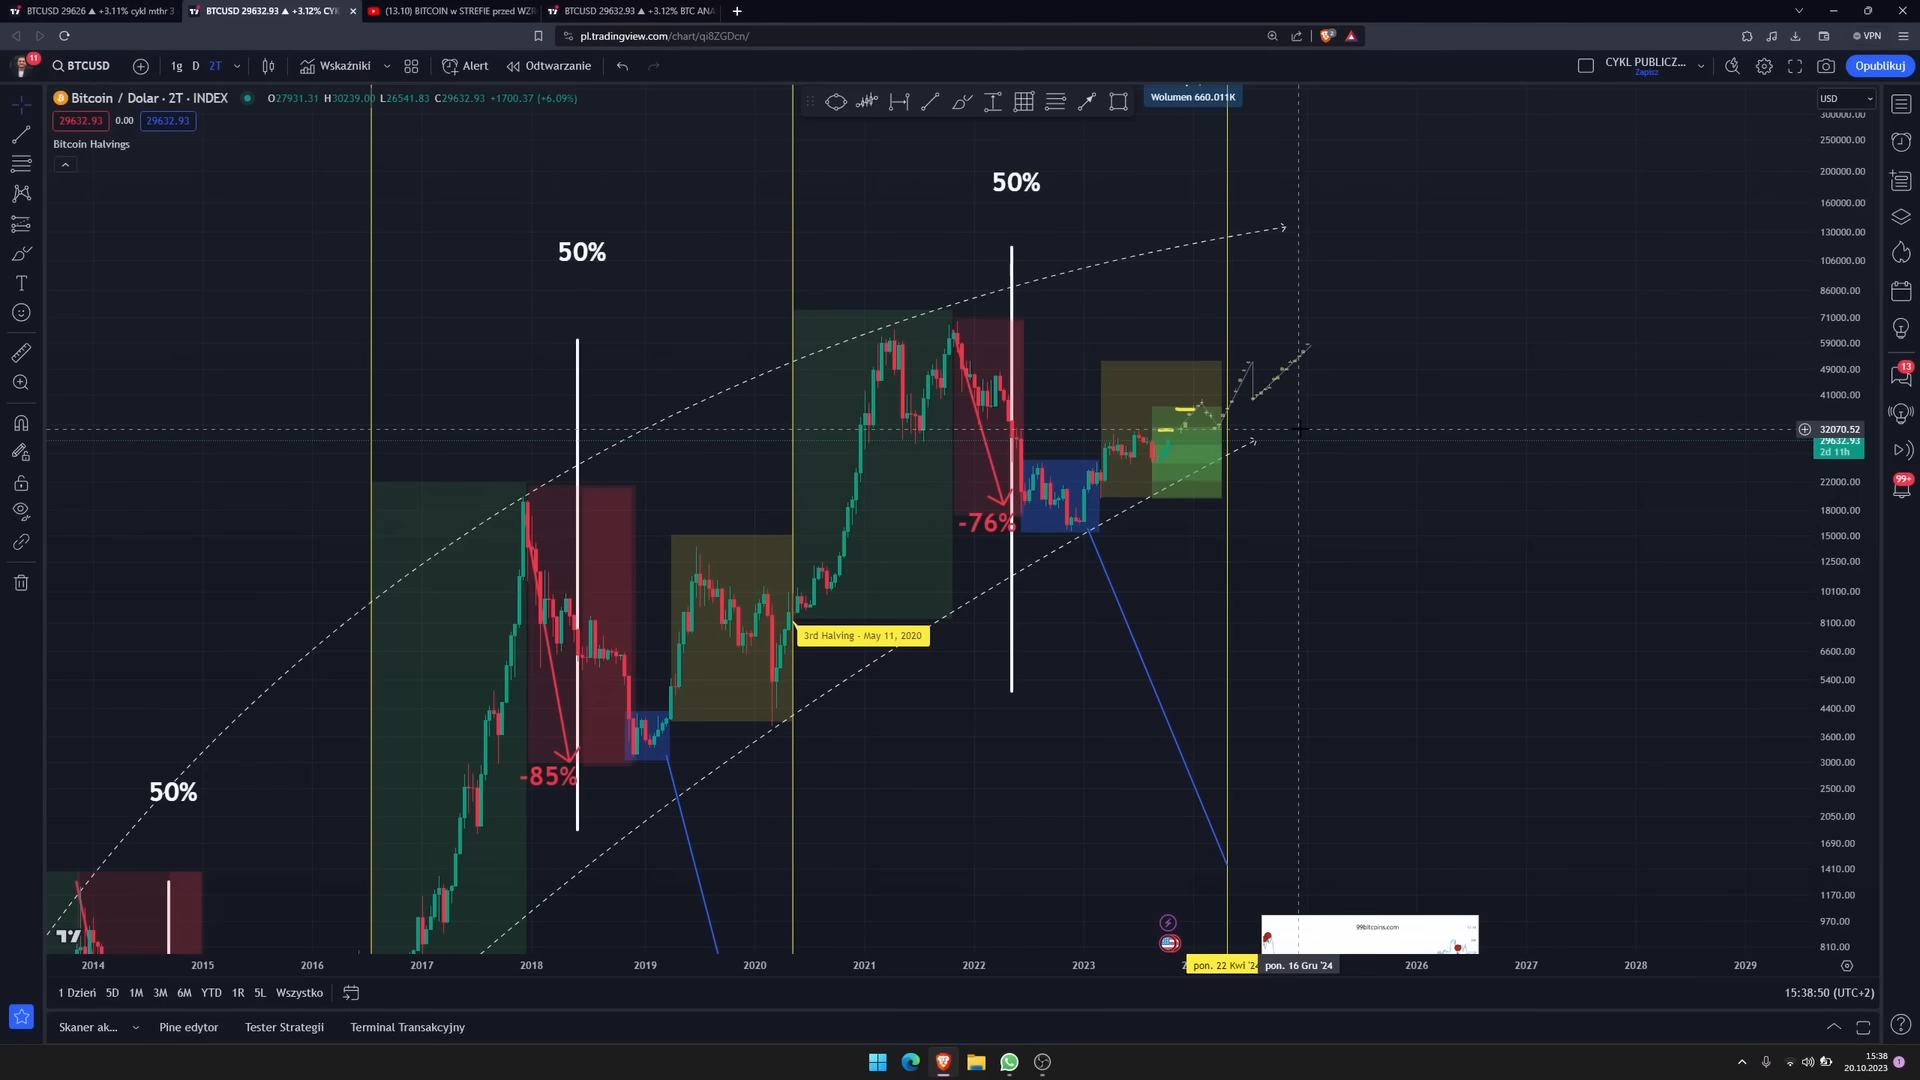 BTCUSD 29626 ▲ +3.11% cykl mthr 3
BTCUSD 29632.93 ▲ +3.12% CYK
(13.10) BITCOIN w STREFIE przed WZR
BTCUSD 29632.93 ▲ +3.12% BTC ANA
pl.tradingview.com/chart/qi8ZGDcn/
VPN
11
BTCUSD
1g
D
2T
Wskaźniki
Alert
Odtwarzanie
CYKL PUBLICZ...
Zapisz
Opublikuj
Bitcoin / Dolar · 2T · INDEX
O27931.31 H30239.00 L26541.83 C29632.93 +1700.37 (+6.09%)
29632.93
0.00
29632.93
Bitcoin Halvings
Wolumen 660.011K
USD
300000.00
250000.00
200000.00
160000.00
130000.00
106000.00
86000.00
71000.00
59000.00
49000.00
41000.00
32070.52
29632.93
2d 11h
22000.00
18000.00
15000.00
12500.00
10100.00
8100.00
6600.00
5400.00
4400.00
3600.00
3000.00
2500.00
2050.00
1690.00
1410.00
1170.00
970.00
810.00
50%
50%
50%
-76%
-85%
3rd Halving - May 11, 2020
99bitcoins.com
13
99+
2014
2015
2016
2017
2018
2019
2020
2021
2022
2023
pon. 22 Kwi '24
pon. 16 Gru '24
2026
2027
2028
2029
1 Dzień
5D
1M
3M
6M
YTD
1R
5L
Wszystko
15:38:50 (UTC+2)
Skaner ak...
Pine edytor
Tester Strategii
Terminal Transakcyjny
15:38
20.10.2023
1